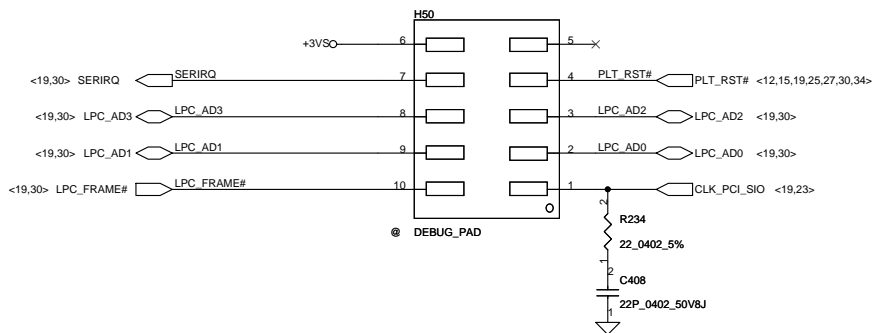 H50
+3VS 6 5
<19,30> SERIRQ SERIRQ 7 4 PLT_RST# PLT_RST# <12,15,19,25,27,30,34>
<19,30> LPC_AD3 LPC_AD3 8 3 LPC_AD2 LPC_AD2 <19,30>
<19,30> LPC_AD1 LPC_AD1 9 2 LPC_AD0 LPC_AD0 <19,30>
<19,30> LPC_FRAME# LPC_FRAME# 10 1 CLK_PCI_SIO <19,23>
@ DEBUG_PAD
2
R234
22_0402_5%
1
2
C408
22P_0402_50V8J
1